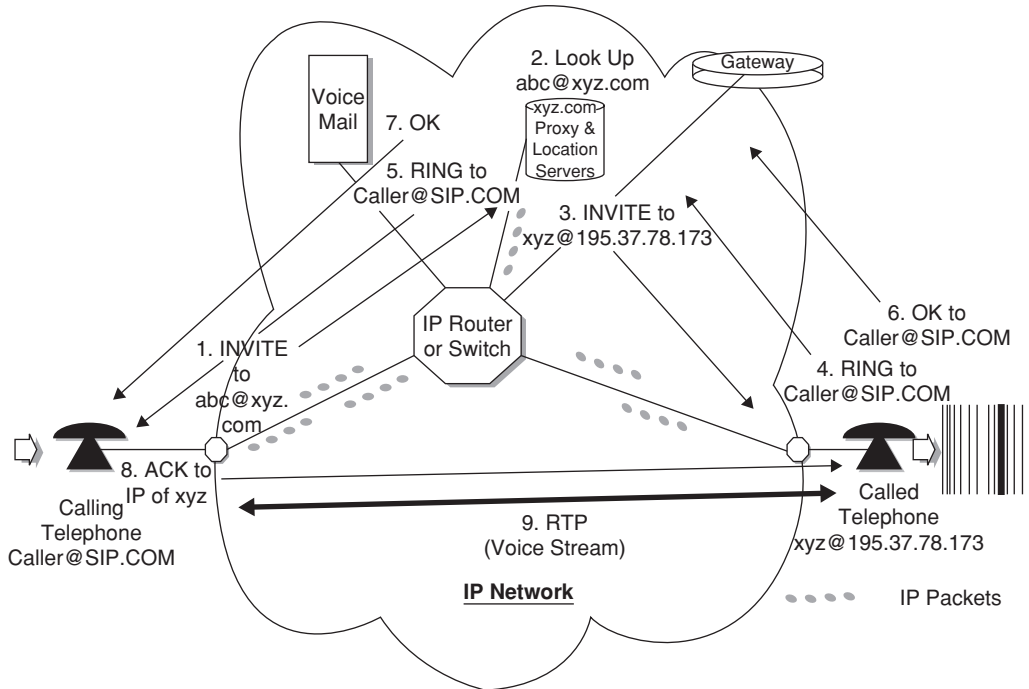 2. Look Up
abc@xyz.com
Gateway
Voice
Mail
xyz.com
Proxy &
Location
Servers
7. OK
5. RING to
Caller@SIP.COM
3. INVITE to
xyz@195.37.78.173
IP Router
or Switch
6. OK to
Caller@SIP.COM
1. INVITE
to
abc@xyz.
com
4. RING to
Caller@SIP.COM
8. ACK to
IP of xyz
Calling
Telephone
Caller@SIP.COM
Called
Telephone
xyz@195.37.78.173
9. RTP
(Voice Stream)
IP Network
IP Packets